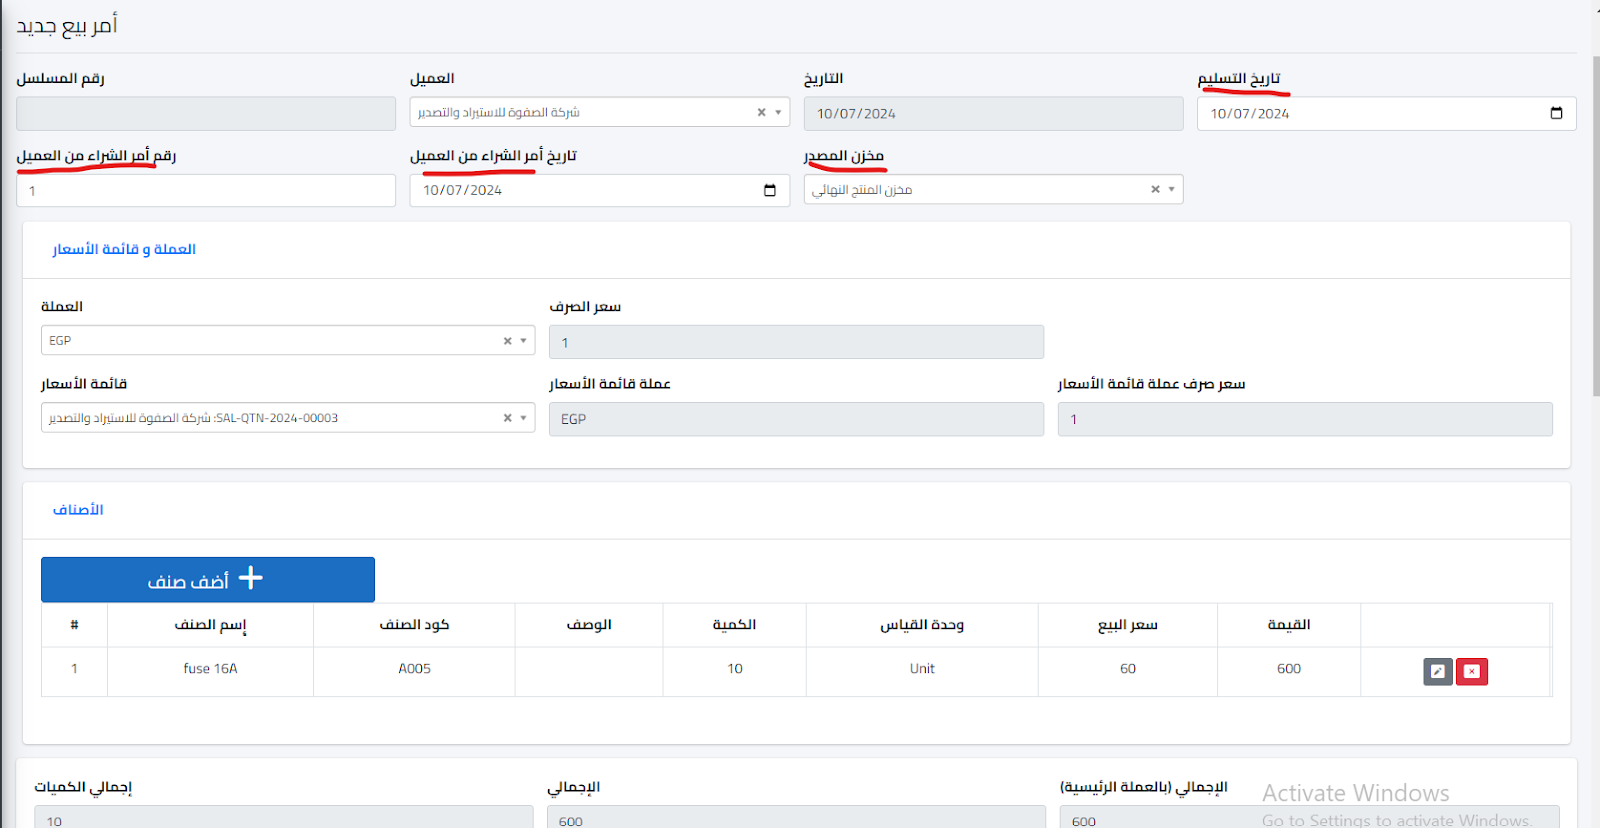 أمر بيع جديد
رقم المسلسل
العميل
التاريخ
تاريخ التسليم
شركة الصفوة للاستيراد والتصدير
10/07/2024
10/07/2024
رقم أمر الشراء من العميل
تاريخ أمر الشراء من العميل
مخزن المصدر
1
10/07/2024
مخزن المنتج النهائي
العملة و قائمة الأسعار
العملة
سعر الصرف
EGP
1
قائمة الأسعار
عملة قائمة الأسعار
سعر صرف عملة قائمة الأسعار
SAL-QTN-2024-00003: شركة الصفوة للاستيراد والتصدير
EGP
1
الأصناف
أضف صنف
# إسم الصنف كود الصنف الوصف الكمية وحدة القياس سعر البيع القيمة
1 fuse 16A A005 10 Unit 60 600
إجمالي الكميات
الإجمالي
الإجمالي (بالعملة الرئيسية)
10
600
600
Activate Windows
Go to Settings to activate Windows.